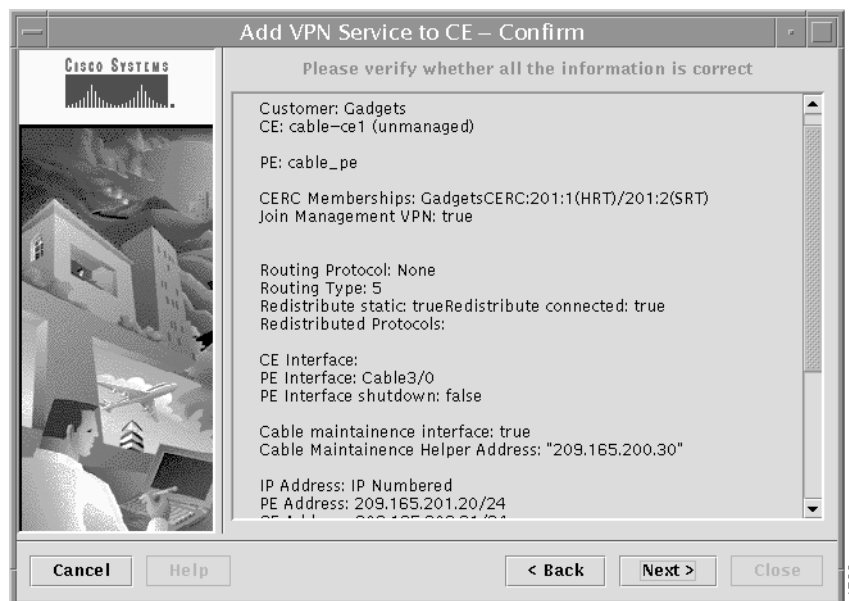 Add VPN Service to CE – Confirm
CISCO SYSTEMS
Please verify whether all the information is correct
Customer: Gadgets
CE: cable-ce1 (unmanaged)
PE: cable_pe
CERC Memberships: GadgetsCERC:201:1(HRT)/201:2(SRT)
Join Management VPN: true
Routing Protocol: None
Routing Type: 5
Redistribute static: trueRedistribute connected: true
Redistributed Protocols:
CE Interface:
PE Interface: Cable3/0
PE Interface shutdown: false
Cable maintainence interface: true
Cable Maintainence Helper Address: "209.165.200.30"
IP Address: IP Numbered
PE Address: 209.165.201.20/24
Cancel
Help
< Back
Next >
Close